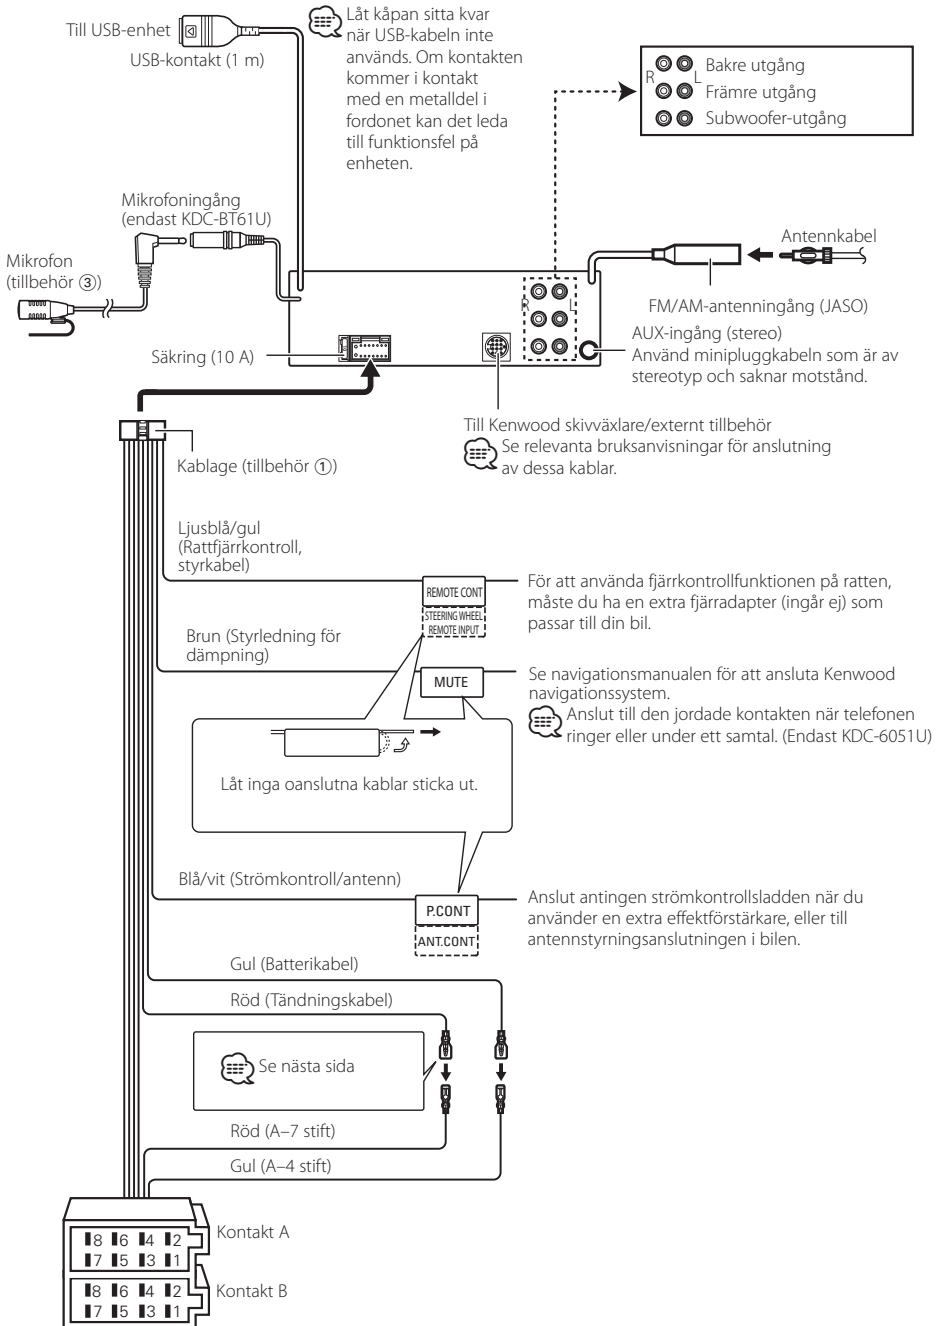 Till USB-enhet
USB-kontakt (1 m)
Låt kåpan sitta kvar
när USB-kabeln inte
används. Om kontakten
kommer i kontakt
med en metalldel i
fordonet kan det leda
till funktionsfel på
enheten.
R
L
Bakre utgång
Främre utgång
Subwoofer-utgång
Mikrofoningång
(endast KDC-BT61U)
Mikrofon
(tillbehör ③)
Antennkabel
FM/AM-antenningång (JASO)
R
L
AUX-ingång (stereo)
Använd minipluggkabeln som är av
stereotyp och saknar motstånd.
Säkring (10 A)
Till Kenwood skivväxlare/externt tillbehör
Se relevanta bruksanvisningar för anslutning
av dessa kablar.
Kablage (tillbehör ①)
Ljusblå/gul
(Rattfjärrkontroll,
styrkabel)
REMOTE CONT
STEERING WHEEL
REMOTE INPUT
För att använda fjärrkontrollfunktionen på ratten,
måste du ha en extra fjärradapter (ingår ej) som
passar till din bil.
Brun (Styrledning för
dämpning)
MUTE
Se navigationsmanualen för att ansluta Kenwood
navigationssystem.
Anslut till den jordade kontakten när telefonen
ringer eller under ett samtal. (Endast KDC-6051U)
Låt inga oanslutna kablar sticka ut.
Blå/vit (Strömkontroll/antenn)
P.CONT
ANT.CONT
Anslut antingen strömkontrollsladden när du
använder en extra effektförstärkare, eller till
antennstyrningsanslutningen i bilen.
Gul (Batterikabel)
Röd (Tändningskabel)
Se nästa sida
Röd (A–7 stift)
Gul (A–4 stift)
Kontakt A
8 6 4 2
7 5 3 1
Kontakt B
8 6 4 2
7 5 3 1